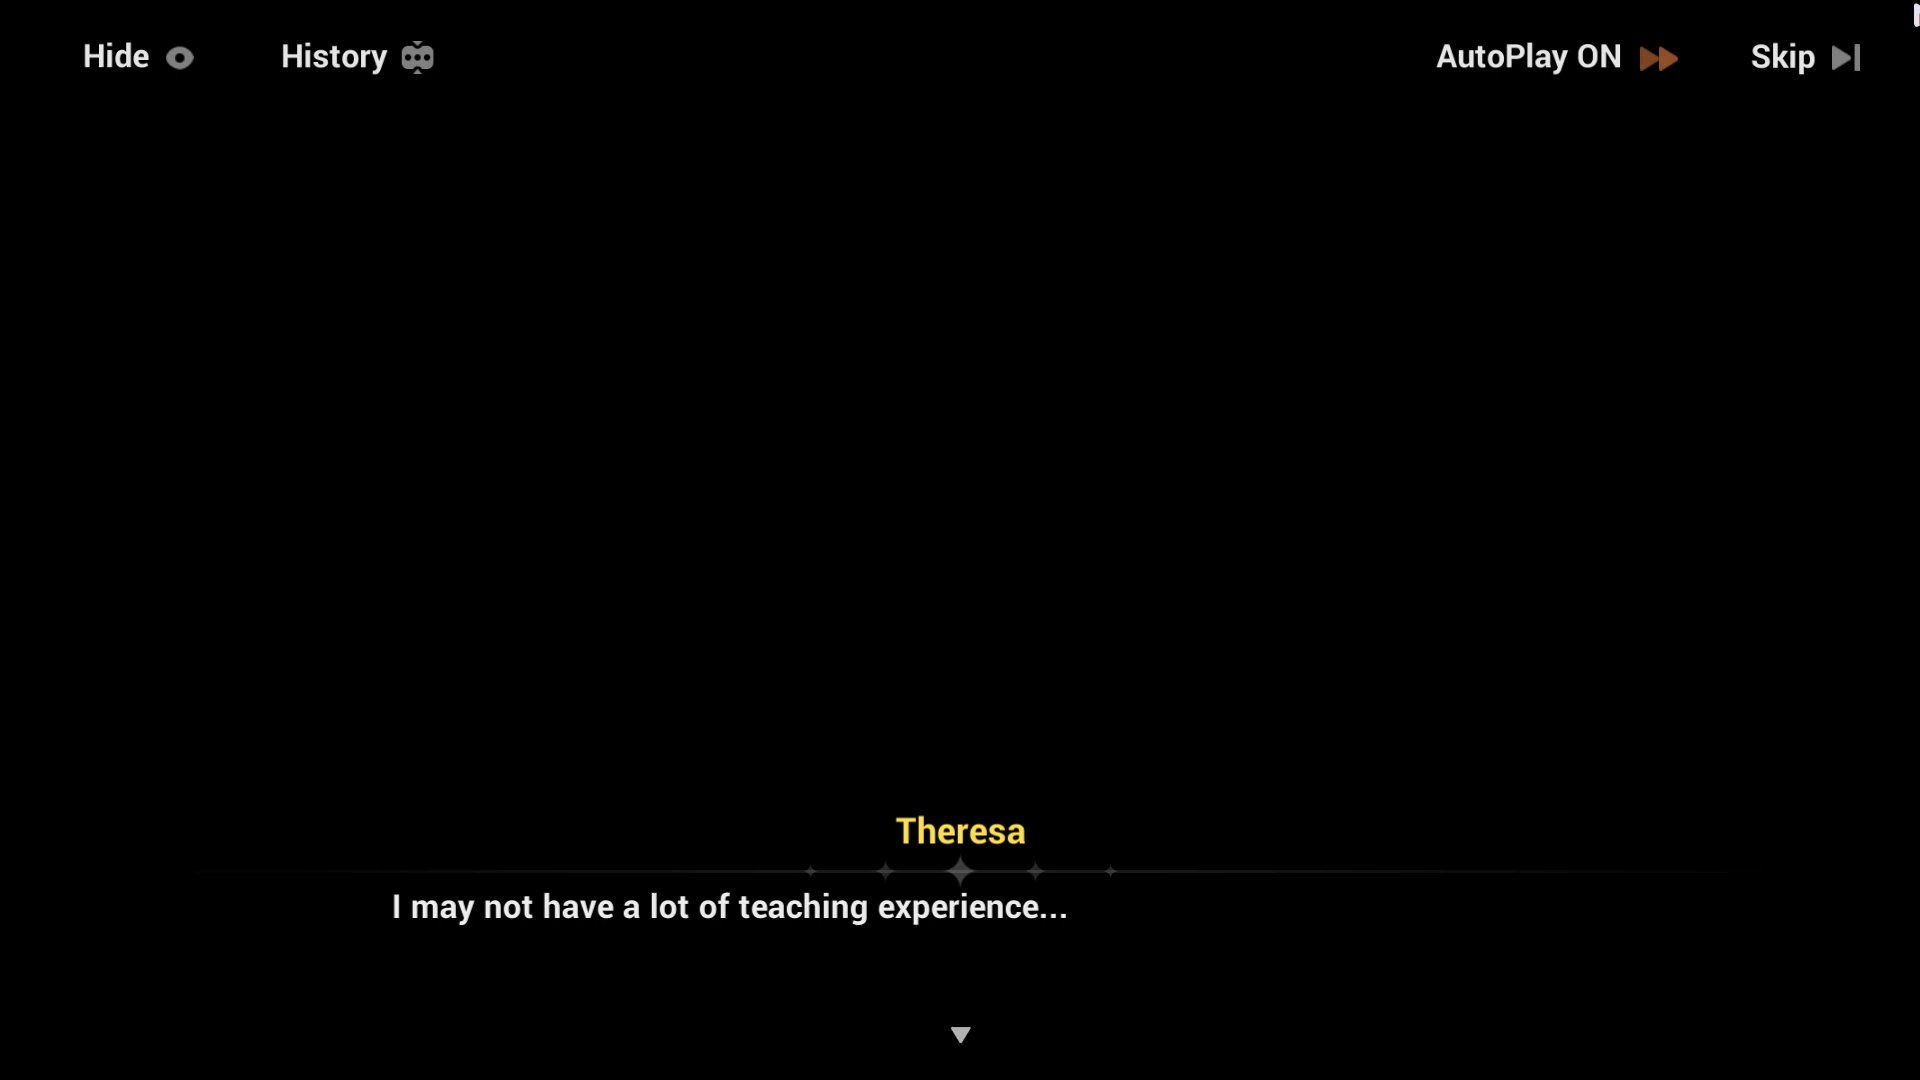 Hide
History
AutoPlay ON
Skip
Theresa
I may not have a lot of teaching experience...